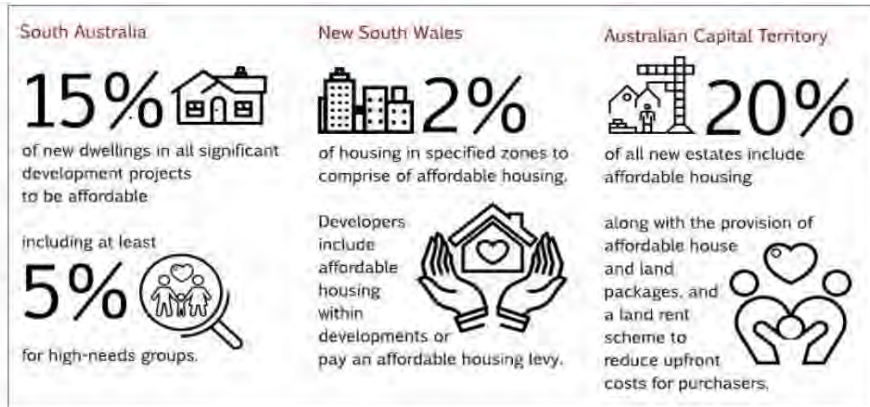 South Australia
15%
of new dwellings in all significant
development projects
to be affordable
including at least
5%
for high-needs groups.
New South Wales
2%
of housing in specified zones to
comprise of affordable housing.
Developers
include
affordable
housing
within
developments or
pay an affordable housing levy.
Australian Capital Territory
20%
of all new estates include
affordable housing
along with the provision of
affordable house
and land
packages, and
a land rent
scheme to
reduce upfront
costs for purchasers.